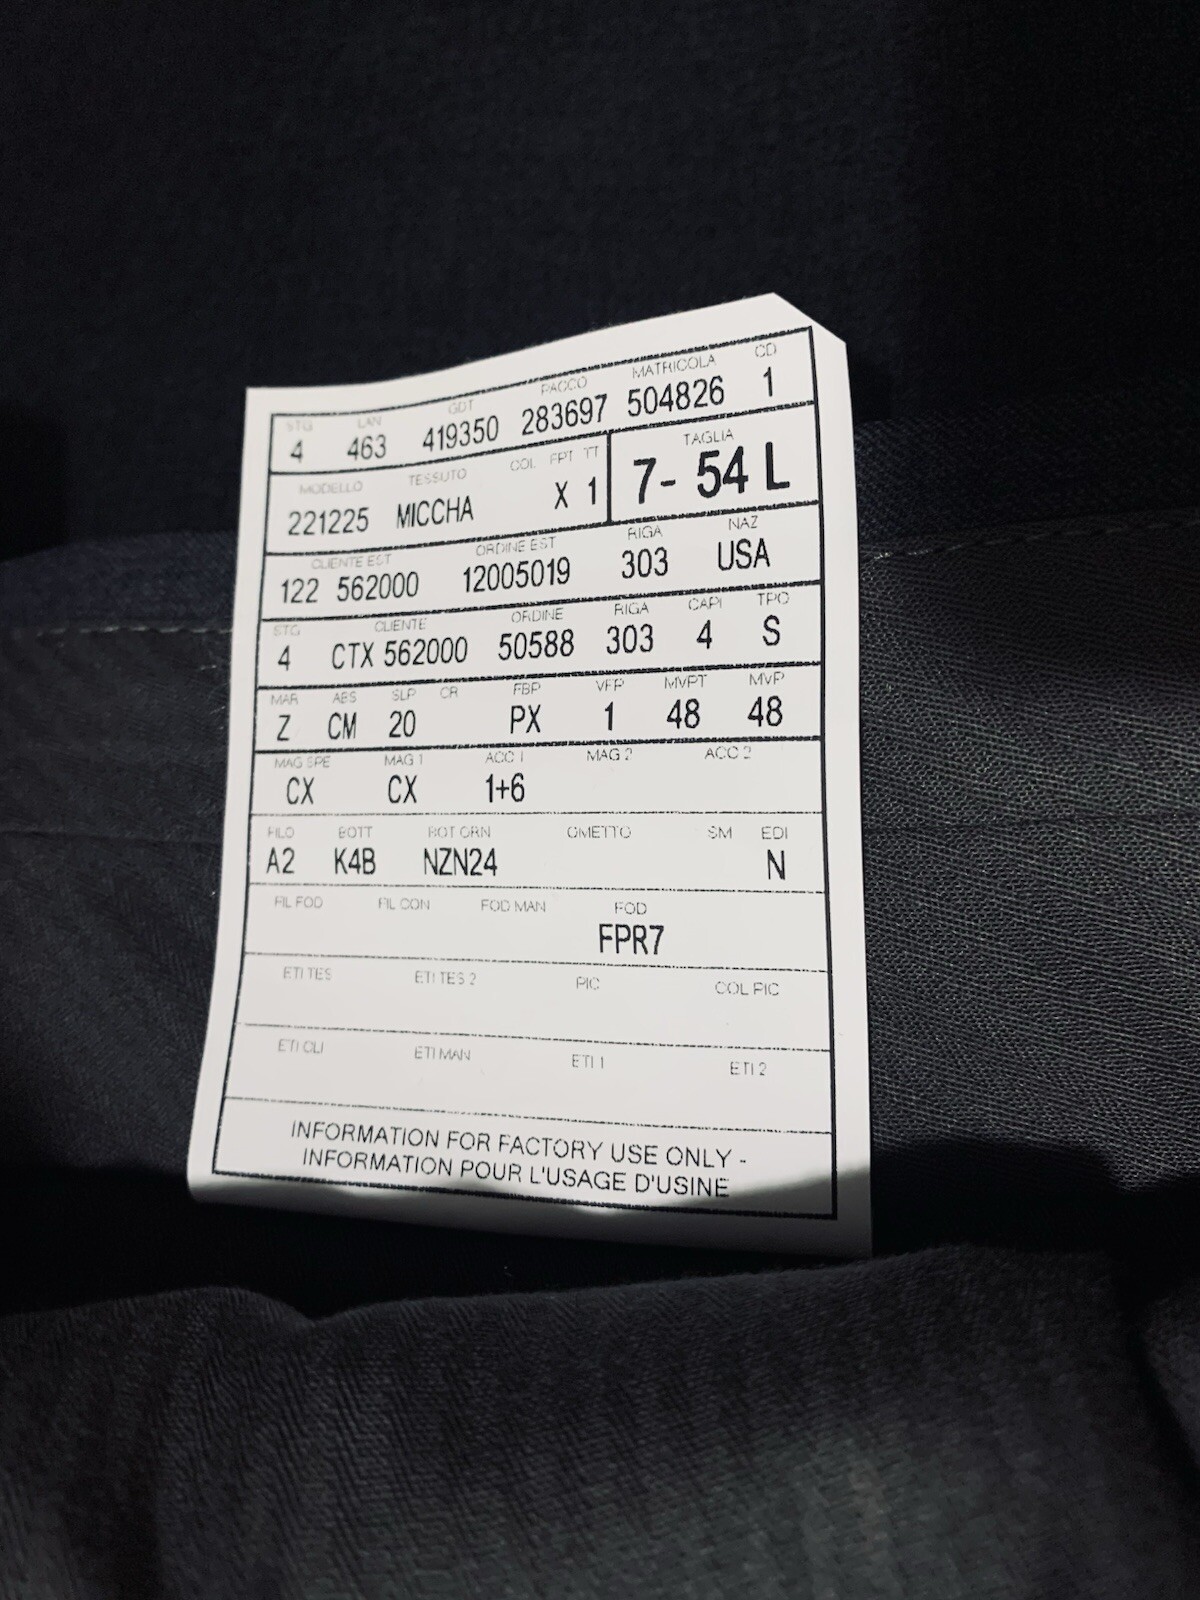 STG LAN GDT PACCO MATRICOLA CD
4 463 419350 283697 504826 1
MODELLO TESSUTO COL FPT TT TAGLIA
221225 MICCHA X 1 7- 54 L
CLIENTE EST ORDINE EST RIGA NAZ
122 562000 12005019 303 USA
STG CLIENTE ORDINE RIGA CAPI TPO
4 CTX 562000 50588 303 4 S
MAR ABS SLP CR FBP VFP MVPT MVP
Z CM 20 PX 1 48 48
MAG SPE MAG 1 ACC 1 MAG 2 ACC 2
CX CX 1+6
FILO BOTT BOT ORN OMETTO SM EDI
A2 K4B NZN24 N
FIL FOD FIL CON FOD MAN FOD
FPR7
ETI TES ETI TES 2 PIC COL PIC
ETI CLI ETI MAN ETI 1 ETI 2
INFORMATION FOR FACTORY USE ONLY -
INFORMATION POUR L'USAGE D'USINE